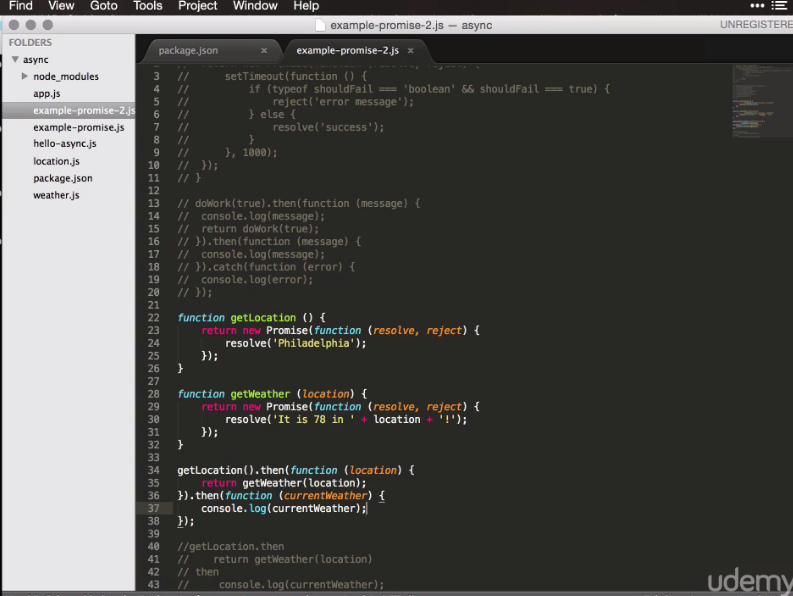 Find View Goto Tools Project Window Help
example-promise-2.js — async
UNREGISTERE
FOLDERS
async
node_modules
app.js
example-promise-2.js
example-promise.js
hello-async.js
location.js
package.json
weather.js
package.json × example-promise-2.js ×
3 // setTimeout(function () {
4 // if (typeof shouldFail === 'boolean' && shouldFail === true) {
5 // reject('error message');
6 // } else {
7 // resolve('success');
8 // }
9 // }, 1000);
10 // });
11 // }
12
13 // doWork(true).then(function (message) {
14 // console.log(message);
15 // return doWork(true);
16 // }).then(function (message) {
17 // console.log(message);
18 // }).catch(function (error) {
19 // console.log(error);
20 // });
21
22 function getLocation () {
23 return new Promise(function (resolve, reject) {
24 resolve('Philadelphia');
25 });
26 }
27
28 function getWeather (location) {
29 return new Promise(function (resolve, reject) {
30 resolve('It is 78 in ' + location + '!');
31 });
32 }
33
34 getLocation().then(function (location) {
35 return getWeather(location);
36 }).then(function (currentWeather) {
37 console.log(currentWeather);
38 });
39
40 //getLocation.then
41 // return getWeather(location)
42 // then
43 // console.log(currentWeather);
udemy